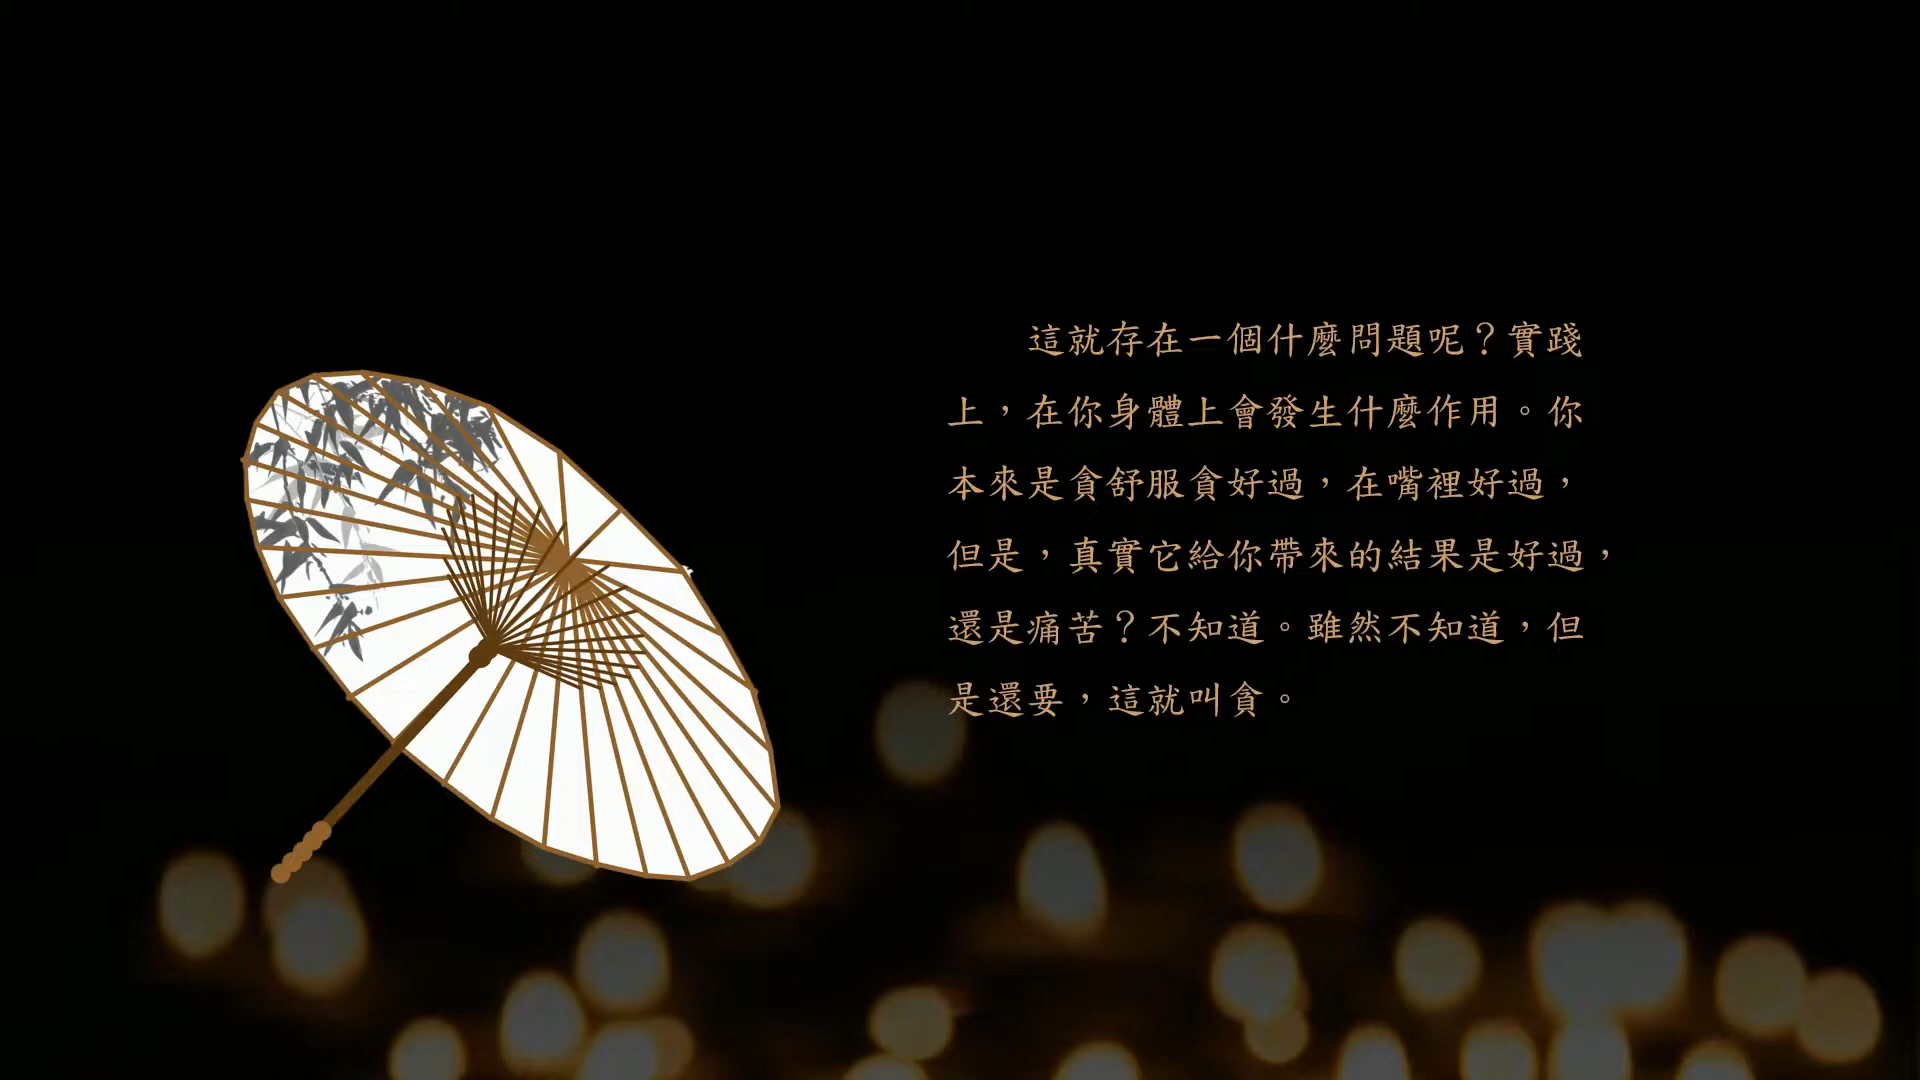 這就存在一個什麼問題呢？實踐
上，在你身體上會發生什麼作用。你
本來是貪舒服貪好過，在嘴裡好過，
但是，真實它給你帶來的結果是好過，
還是痛苦？不知道。雖然不知道，但
是還要，這就叫貪。